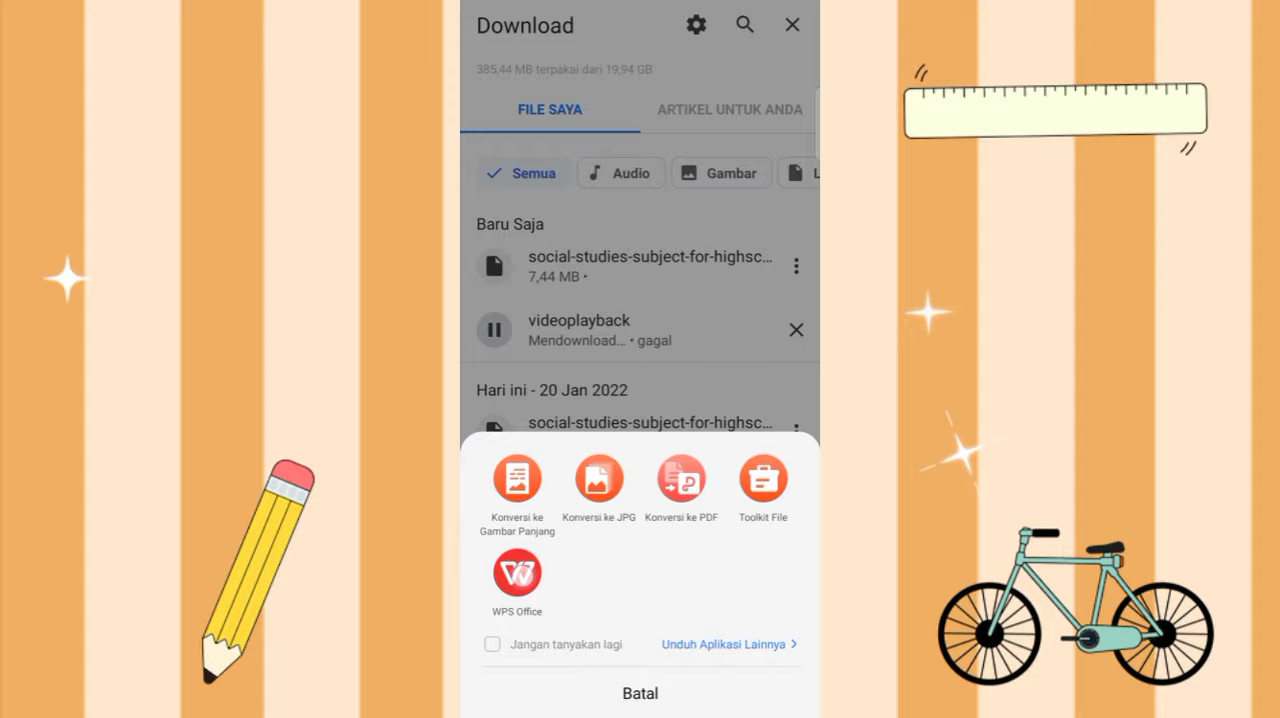 Download
385,44 MB terpakai dari 19,94 GB
FILE SAYA
ARTIKEL UNTUK ANDA
Semua
Audio
Gambar
L
Baru Saja
social-studies-subject-for-highsc...
7,44 MB •
videoplayback
Mendownload... • gagal
Hari ini - 20 Jan 2022
social-studies-subject-for-highsc...
Konversi ke
Gambar Panjang
Konversi ke JPG
Konversi ke PDF
Toolkit File
WPS Office
Jangan tanyakan lagi
Unduh Aplikasi Lainnya
Batal